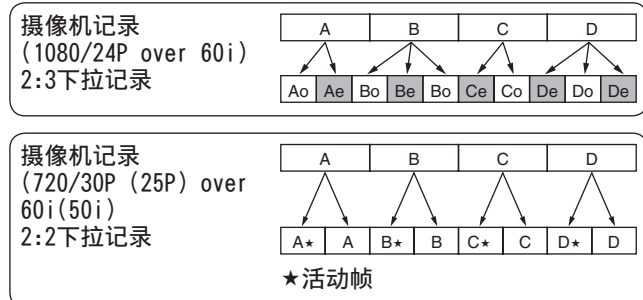 摄像机记录
(1080/24P over 60i)
2:3下拉记录
A B C D
Ao Ae Bo Be Bo Ce Co De Do De
摄像机记录
(720/30P (25P) over
60i(50i)
2:2下拉记录
A B C D
A★ A B★ B C★ C D★ D
★活动帧